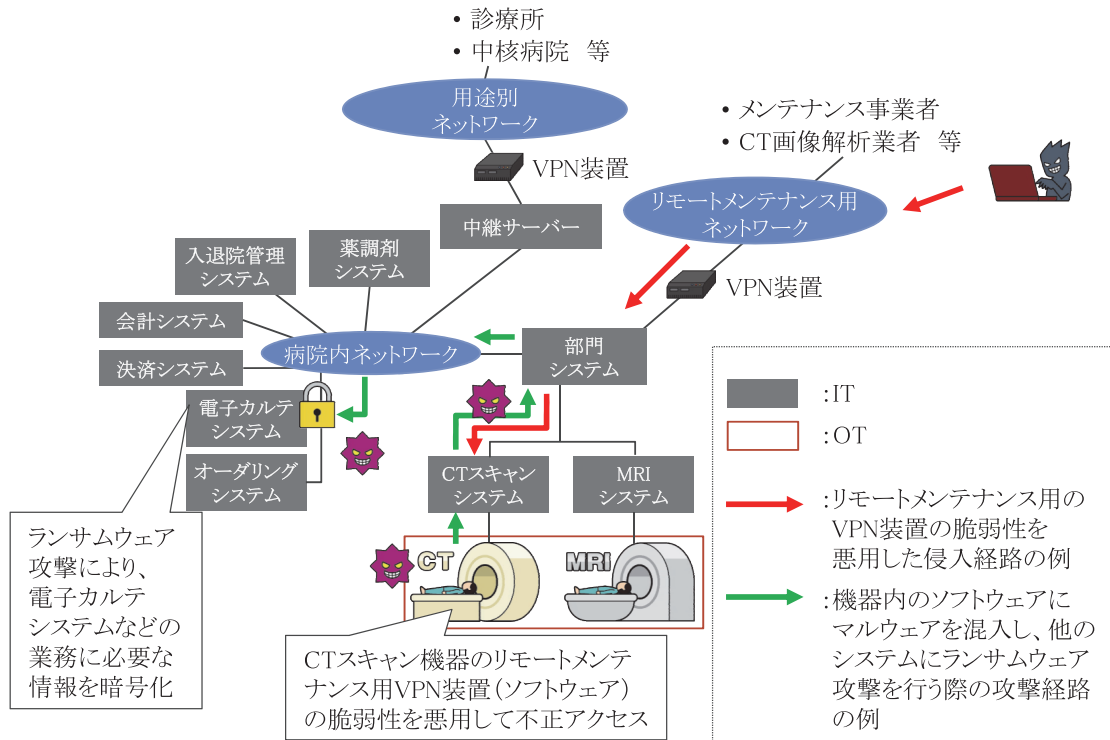 ・診療所
・中核病院　等
用途別
ネットワーク
VPN装置
・メンテナンス事業者
・CT画像解析業者　等
リモートメンテナンス用
ネットワーク
VPN装置
中継サーバー
入退院管理
システム
薬調剤
システム
会計システム
決済システム
病院内ネットワーク
部門
システム
電子カルテ
システム
オーダリング
システム
CTスキャン
システム
MRI
システム
CT
MRI
ランサムウェア
攻撃により、
電子カルテ
システムなどの
業務に必要な
情報を暗号化
CTスキャン機器のリモートメンテ
ナンス用VPN装置（ソフトウェア）
の脆弱性を悪用して不正アクセス
：IT
：OT
：リモートメンテナンス用の
VPN装置の脆弱性を
悪用した侵入経路の例
：機器内のソフトウェアに
マルウェアを混入し、他の
システムにランサムウェア
攻撃を行う際の攻撃経路
の例